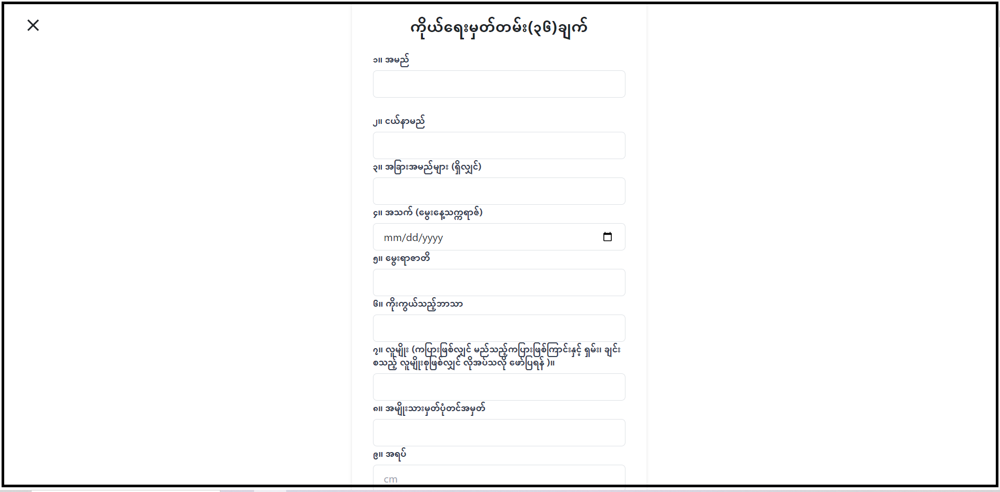 ကိုယ်ရေးမှတ်တမ်း(၃၆)ချက်
၁။ အမည်
၂။ ငယ်နာမည်
၃။ အခြားအမည်များ (ရှိလျှင်)
၄။ အသက် (မွေးနေ့သက္ကရာဇ်)
mm/dd/yyyy
၅။ မွေးရာဇာတိ
၆။ ကိုးကွယ်သည့်ဘာသာ
၇။ လူမျိုး (ကပြားဖြစ်လျှင် မည်သည့်ကပြားဖြစ်ကြောင်းနှင့် ရှမ်း၊ ချင်း
စသည့် လူမျိုးစုဖြစ်လျှင် လိုအပ်သလို ဖော်ပြရန် )။
၈။ အမျိုးသားမှတ်ပုံတင်အမှတ်
၉။ အရပ်
cm